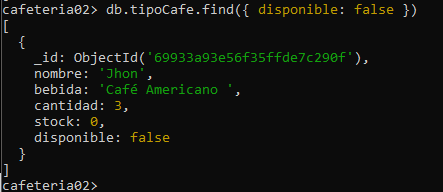 cafeteria02> db.tipoCafe.find({ disponible: false })
[
  {
    _id: ObjectId('69933a93e56f35ffde7c290f'),
    nombre: 'Jhon',
    bebida: 'Café Americano ',
    cantidad: 3,
    stock: 0,
    disponible: false
  }
]
cafeteria02>